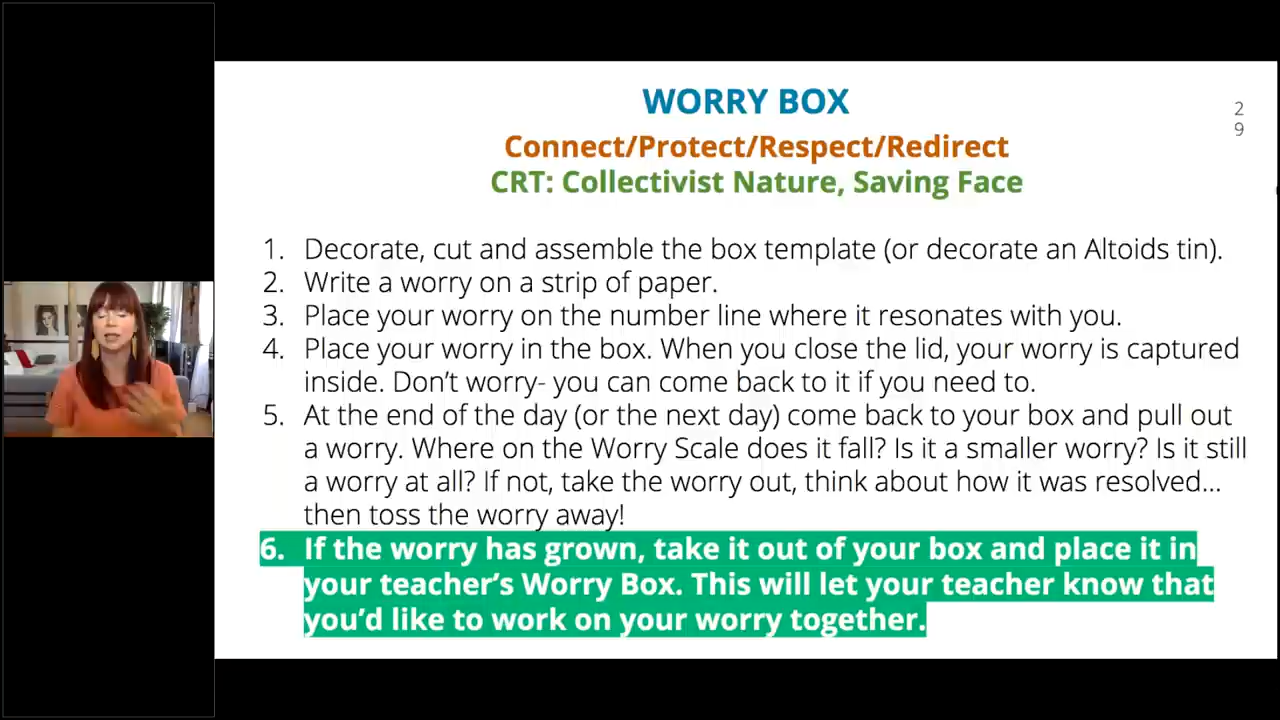 WORRY BOX
2
9
Connect/Protect/Respect/Redirect
CRT: Collectivist Nature, Saving Face
1. Decorate, cut and assemble the box template (or decorate an Altoids tin).
2. Write a worry on a strip of paper.
3. Place your worry on the number line where it resonates with you.
4. Place your worry in the box. When you close the lid, your worry is captured
inside. Don’t worry- you can come back to it if you need to.
5. At the end of the day (or the next day) come back to your box and pull out
a worry. Where on the Worry Scale does it fall? Is it a smaller worry? Is it still
a worry at all? If not, take the worry out, think about how it was resolved...
then toss the worry away!
6. If the worry has grown, take it out of your box and place it in
your teacher’s Worry Box. This will let your teacher know that
you’d like to work on your worry together.